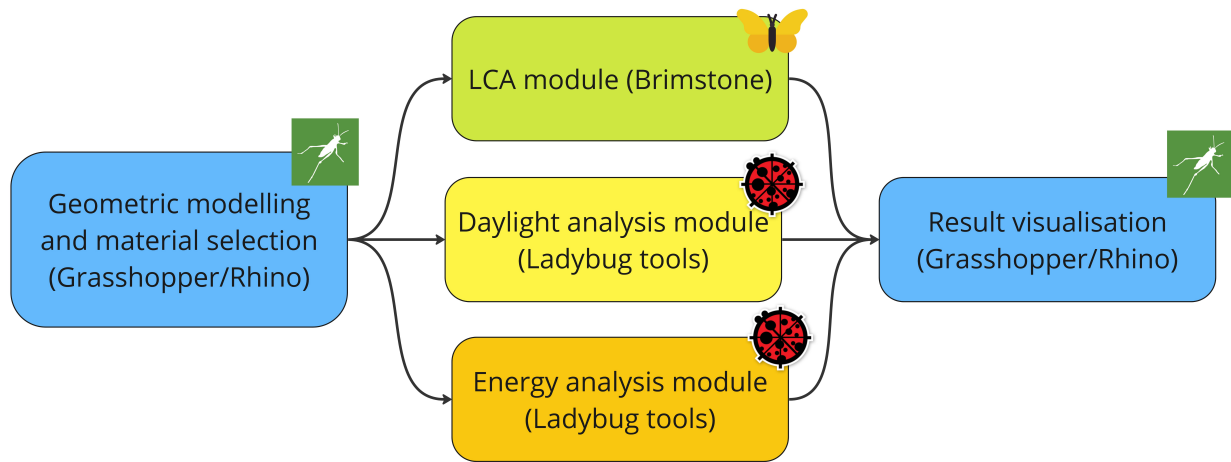 Geometric modelling
and material selection
(Grasshopper/Rhino)
LCA module (Brimstone)
Daylight analysis module
(Ladybug tools)
Energy analysis module
(Ladybug tools)
Result visualisation
(Grasshopper/Rhino)